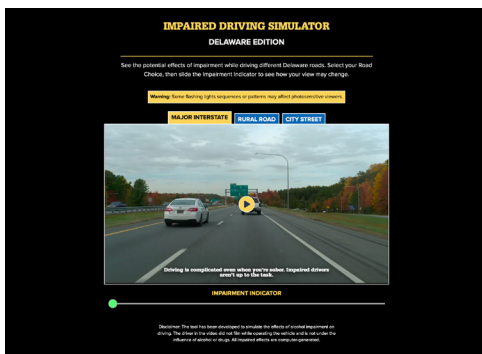 IMPAIRED DRIVING SIMULATOR
DELAWARE EDITION
See the potential effects of impairment while driving different Delaware roads. Select your Road
Choice, then slide the Impairment Indicator to see how your view may change.
Warning: Some flashing lights sequences or patterns may affect photosensitive viewers.
MAJOR INTERSTATE
RURAL ROAD
CITY STREET
Driving is complicated even when you're sober. Impaired drivers
aren't up to the task.
IMPAIRMENT INDICATOR
Disclaimer: The tool has been developed to simulate the effects of alcohol impairment on
driving. The driver in the video did not film while operating the vehicle and is not under the
influence of alcohol or drugs. All impaired effects are computer-generated.